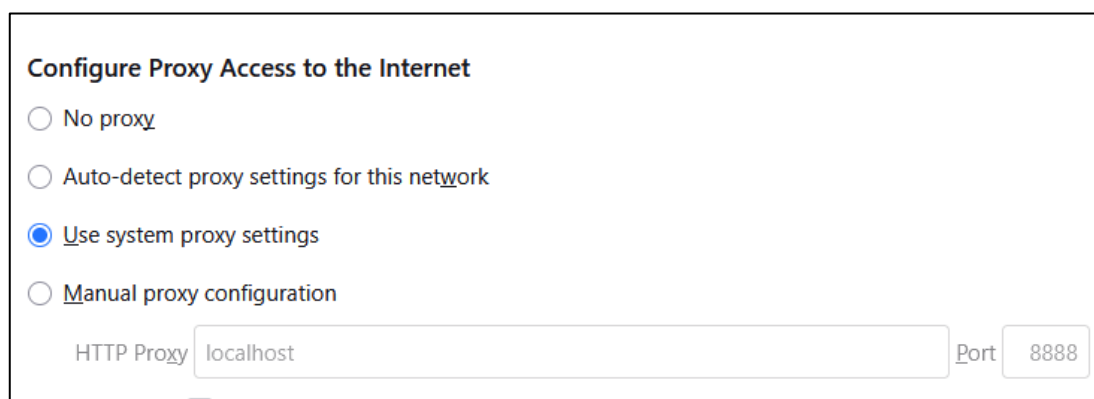 Configure Proxy Access to the Internet
No proxy
Auto-detect proxy settings for this network
Use system proxy settings
Manual proxy configuration
HTTP Proxy localhost Port 8888